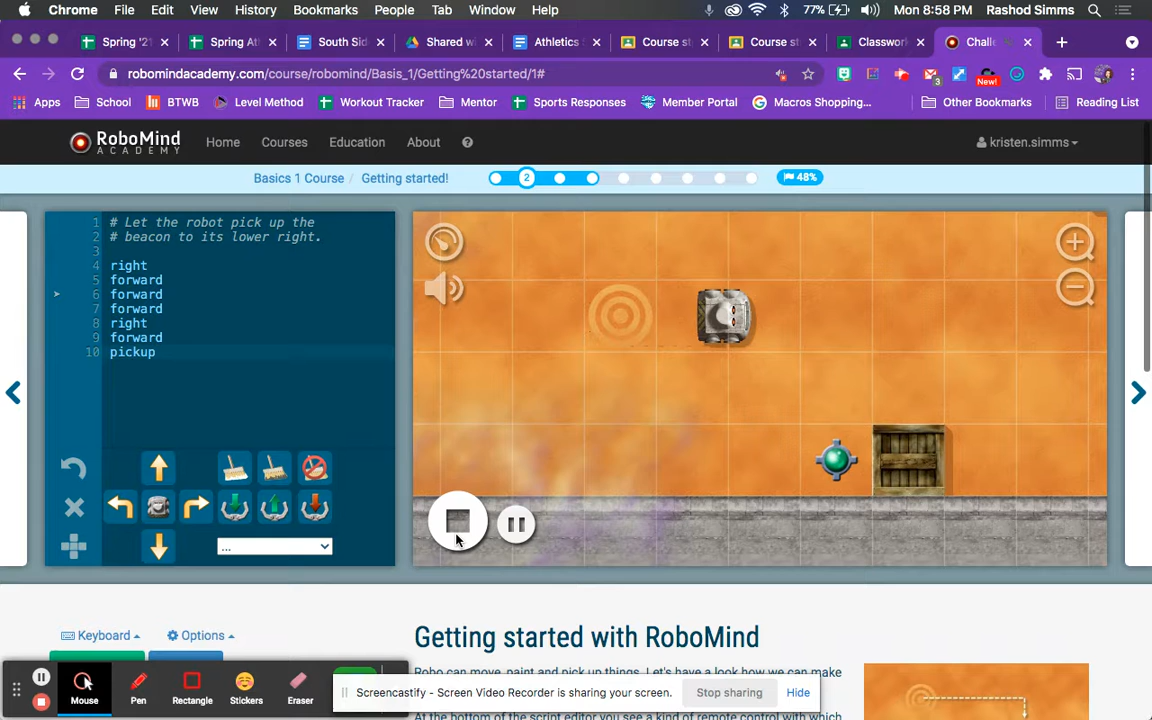 Chrome File Edit View History Bookmarks People Tab Window Help 77% Mon 8:58 PM Rashod Simms
Spring '21 Spring Ath South Side Shared wi Athletics Course st Course st Classwork Challe
robomindacademy.com/course/robomind/Basis_1/Getting%20started/1# 3 New!
Apps School BTWB Level Method Workout Tracker Mentor Sports Responses Member Portal Macros Shopping... Other Bookmarks Reading List
RoboMind
ACADEMY
Home Courses Education About kristen.simms
Basics 1 Course / Getting started! 2 48%
1 # Let the robot pick up the
2 # beacon to its lower right.
3
4 right
5 forward
6 forward
7 forward
8 right
9 forward
10 pickup
...
Keyboard Options
Getting started with RoboMind
Robo can move, paint and pick up things. Let's have a look how we can make
At the bottom of the script editor you see a kind of remote control with which
Mouse Pen Rectangle Stickers Eraser
Screencastify - Screen Video Recorder is sharing your screen. Stop sharing Hide